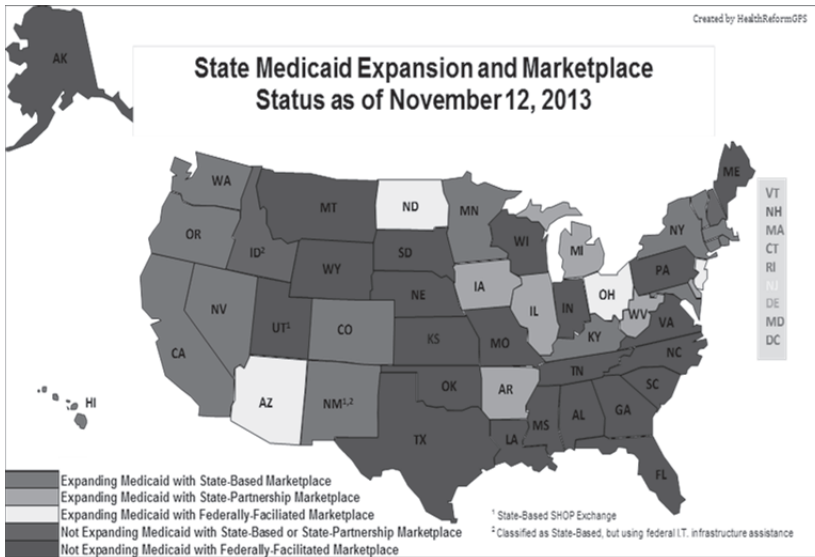 Created by HealthReformGPS
AK
State Medicaid Expansion and Marketplace
Status as of November 12, 2013
WA
MT
ND
MN
ME
VT
NH
MA
CT
RI
NJ
DE
MD
DC
OR
ID²
WY
SD
WI
MI
NY
NV
UT¹
CO
NE
IA
IL
IN
OH
PA
WV
VA
CA
KS
MO
KY
NC
AZ
NM¹,²
OK
AR
TN
SC
HI
TX
LA
MS
AL
GA
FL
Expanding Medicaid with State-Based Marketplace
Expanding Medicaid with State-Partnership Marketplace
Expanding Medicaid with Federally-Faciliated Marketplace
Not Expanding Medicaid with State-Based or State-Partnership Marketplace
Not Expanding Medicaid with Federally-Facilitated Marketplace
¹ State-Based SHOP Exchange
² Classified as State-Based, but using federal I.T. infrastructure assistance